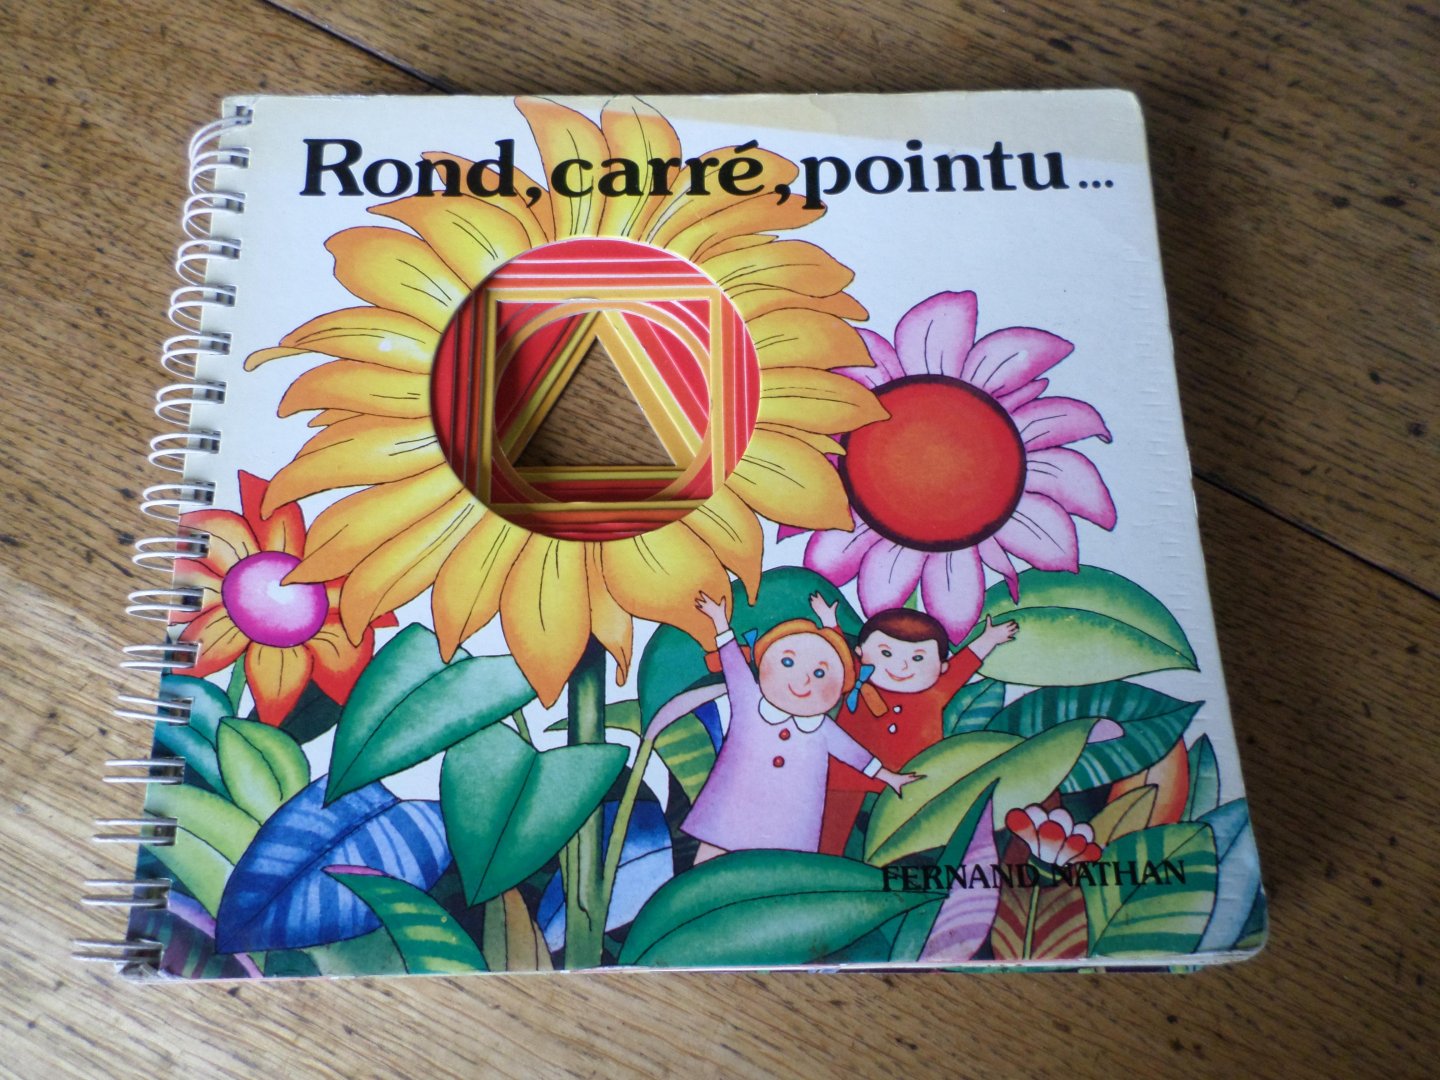 Rond, carré, pointu...
FERNAND NATHAN